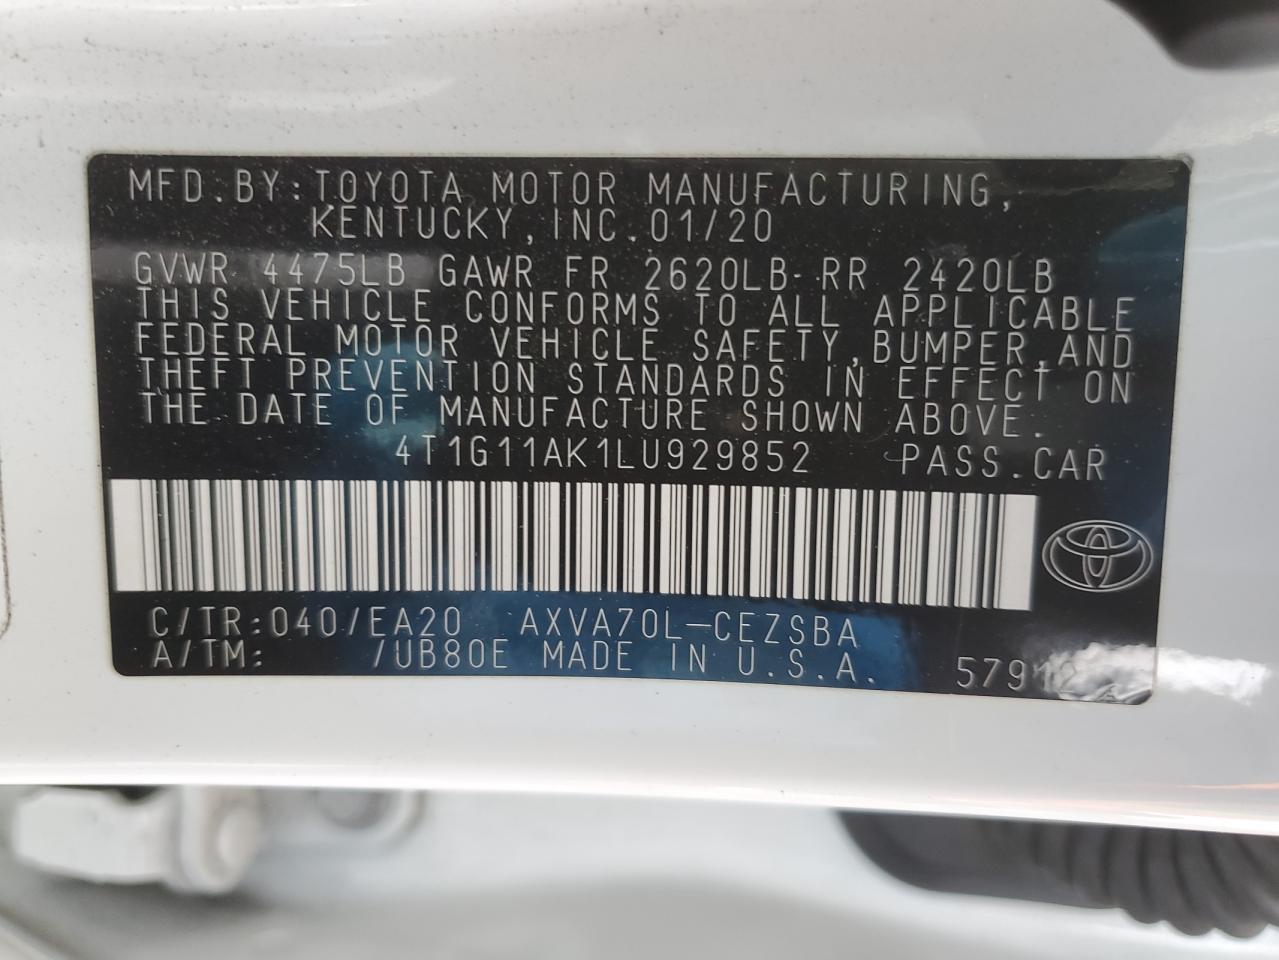 MFD.BY:TOYOTA MOTOR MANUFACTURING,
KENTUCKY,INC.01/20
GVWR 4475LB GAWR FR 2620LB RR 2420LB
THIS VEHICLE CONFORMS TO ALL APPLICABLE
FEDERAL MOTOR VEHICLE SAFETY,BUMPER,AND
THEFT PREVENTION STANDARDS IN EFFECT ON
THE DATE OF MANUFACTURE SHOWN ABOVE.
4T1G11AK1LU929852 PASS.CAR
C/TR:040/EA20 AXVA70L-CEZSBA
A/TM: /UB80E MADE IN U.S.A.